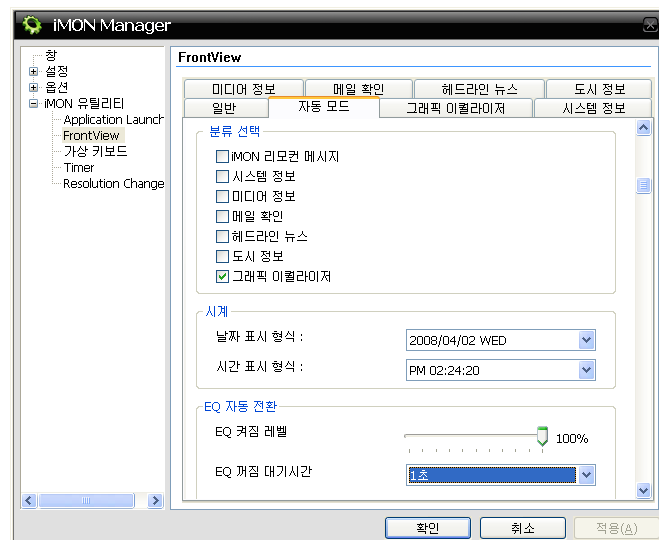 iMON Manager
창
설정
옵션
iMON 유틸리티
Application Launch
FrontView
가상 키보드
Timer
Resolution Change
FrontView
미디어 정보 메일 확인 헤드라인 뉴스 도시 정보
일반 자동 모드 그래픽 이퀄라이저 시스템 정보
분류 선택
iMON 리모컨 메시지
시스템 정보
미디어 정보
메일 확인
헤드라인 뉴스
도시 정보
그래픽 이퀄라이저
시계
날짜 표시 형식 : 2008/04/02 WED
시간 표시 형식 : PM 02:24:20
EQ 자동 전환
EQ 켜짐 레벨 100%
EQ 꺼짐 대기시간 1초
확인 취소 적용(A)